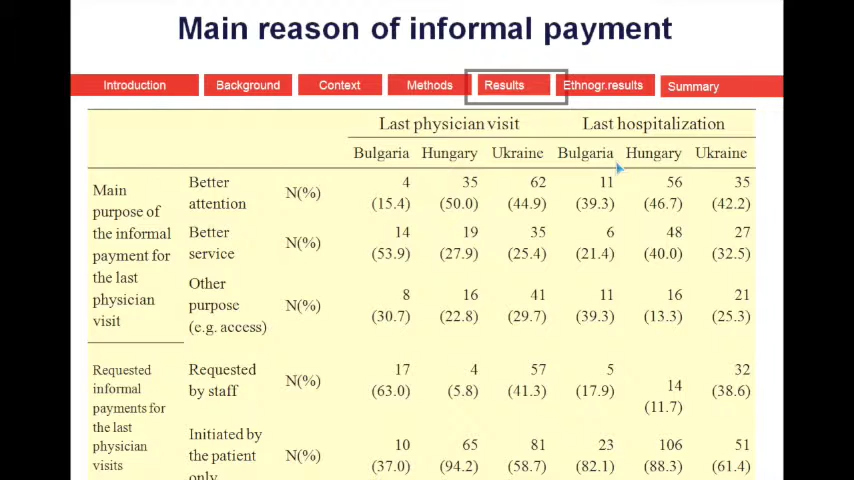 Main reason of informal payment
Introduction Background Context Methods Results Ethnogr.results Summary
Last physician visit Last hospitalization
Bulgaria Hungary Ukraine Bulgaria Hungary Ukraine
Main
purpose of
the informal
payment for
the last
physician
visit
Better
attention
N(%)
4 35 62 11 56 35
(15.4) (50.0) (44.9) (39.3) (46.7) (42.2)
Better
service
N(%)
14 19 35 6 48 27
(53.9) (27.9) (25.4) (21.4) (40.0) (32.5)
Other
purpose
(e.g. access)
N(%)
8 16 41 11 16 21
(30.7) (22.8) (29.7) (39.3) (13.3) (25.3)
Requested
informal
payments for
the last
physician
visits
Requested
by staff
N(%)
17 4 57 5 14 32
(63.0) (5.8) (41.3) (17.9) (11.7) (38.6)
Initiated by
the patient
only
N(%)
10 65 81 23 106 51
(37.0) (94.2) (58.7) (82.1) (88.3) (61.4)